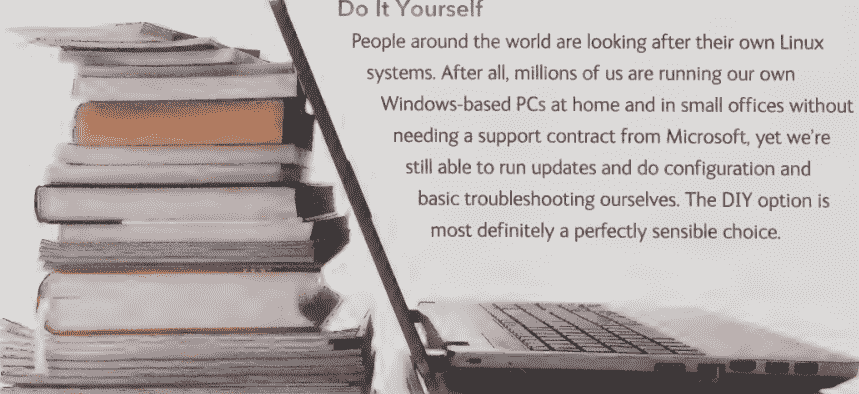 Do It Yourself
People around the world are looking after their own Linux
systems. After all, millions of us are running our own
Windows-based PCs at home and in small offices without
needing a support contract from Microsoft, yet we're
still able to run updates and do configuration and
basic troubleshooting ourselves. The DIY option is
most definitely a perfectly sensible choice.